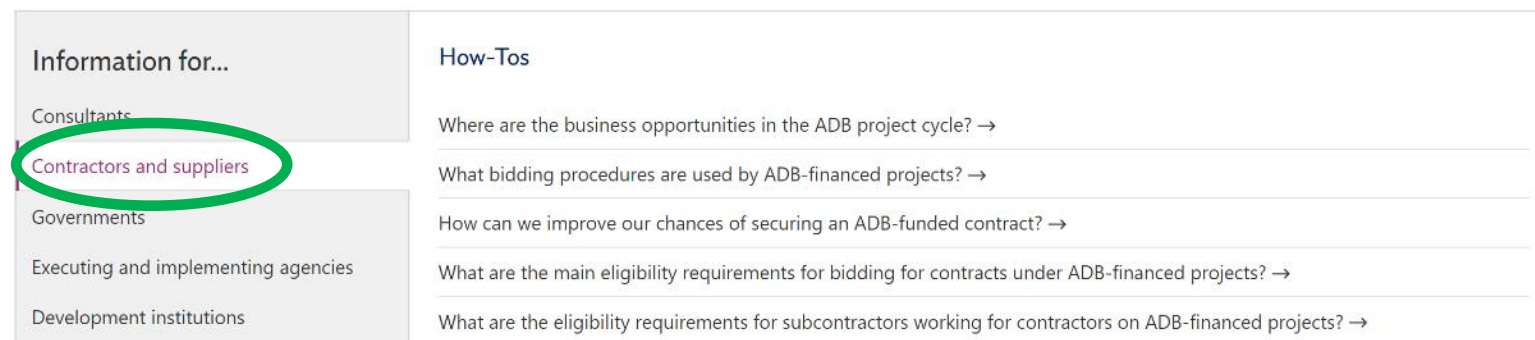 Information for...
Consultants
Contractors and suppliers
Governments
Executing and implementing agencies
Development institutions
How-Tos
Where are the business opportunities in the ADB project cycle? →
What bidding procedures are used by ADB-financed projects? →
How can we improve our chances of securing an ADB-funded contract? →
What are the main eligibility requirements for bidding for contracts under ADB-financed projects? →
What are the eligibility requirements for subcontractors working for contractors on ADB-financed projects? →